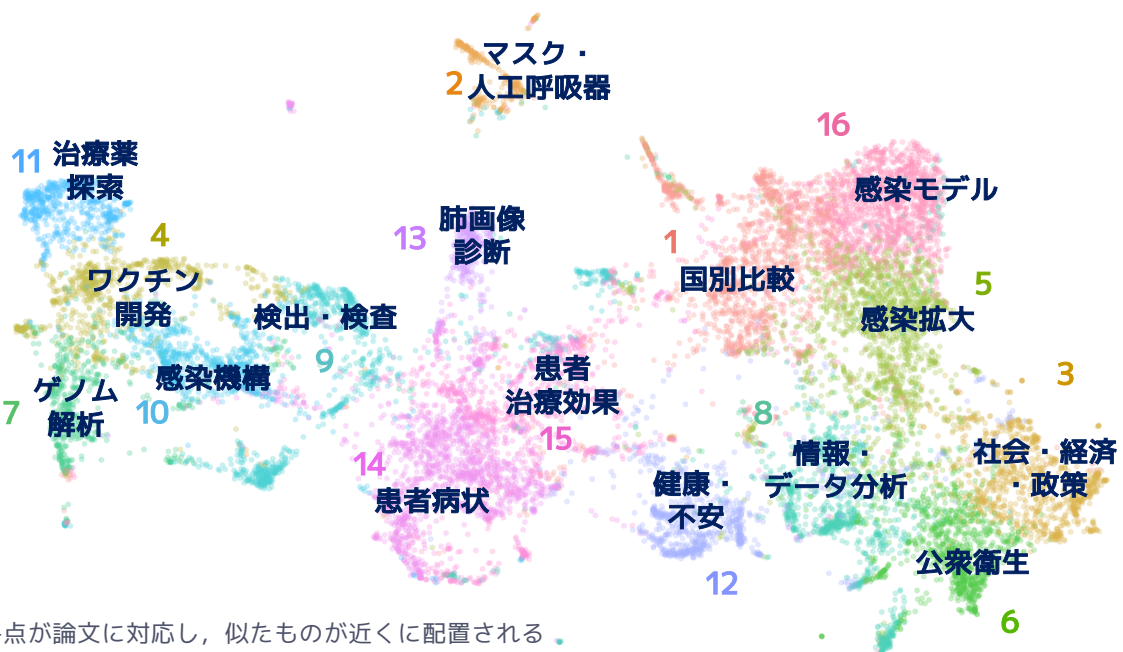 マスク・
2 人工呼吸器
16
11 治療薬
探索
感染モデル
4
13 肺画像
診断
1
国別比較
5
ワクチン
開発
検出・検査
感染拡大
9
患者
治療効果
3
ゲノム
7 解析
感染機構
10
8
15
14
情報・
データ分析
社会・経済
・政策
患者病状
健康・
不安
公衆衛生
12
6
点が論文に対応し，似たものが近くに配置される